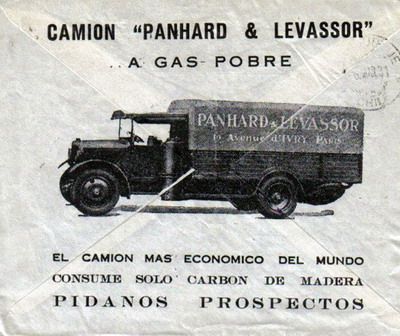 CAMION "PANHARD & LEVASSOR"
A GAS POBRE
PANHARD & LEVASSOR
Avenue d'IVRY Paris
EL CAMION MAS ECONOMICO DEL MUNDO
CONSUME SOLO CARBON DE MADERA
PIDANOS PROSPECTOS